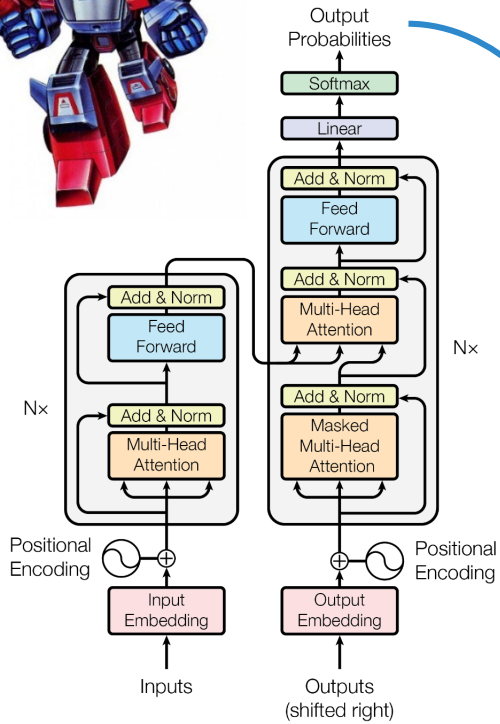 Output
Probabilities
Softmax
Linear
Add & Norm
Feed
Forward
Add & Norm
Multi-Head
Attention
Add & Norm
Masked
Multi-Head
Attention
N×
Add & Norm
Feed
Forward
Add & Norm
Multi-Head
Attention
N×
Positional
Encoding
Positional
Encoding
Input
Embedding
Output
Embedding
Inputs
Outputs
(shifted right)